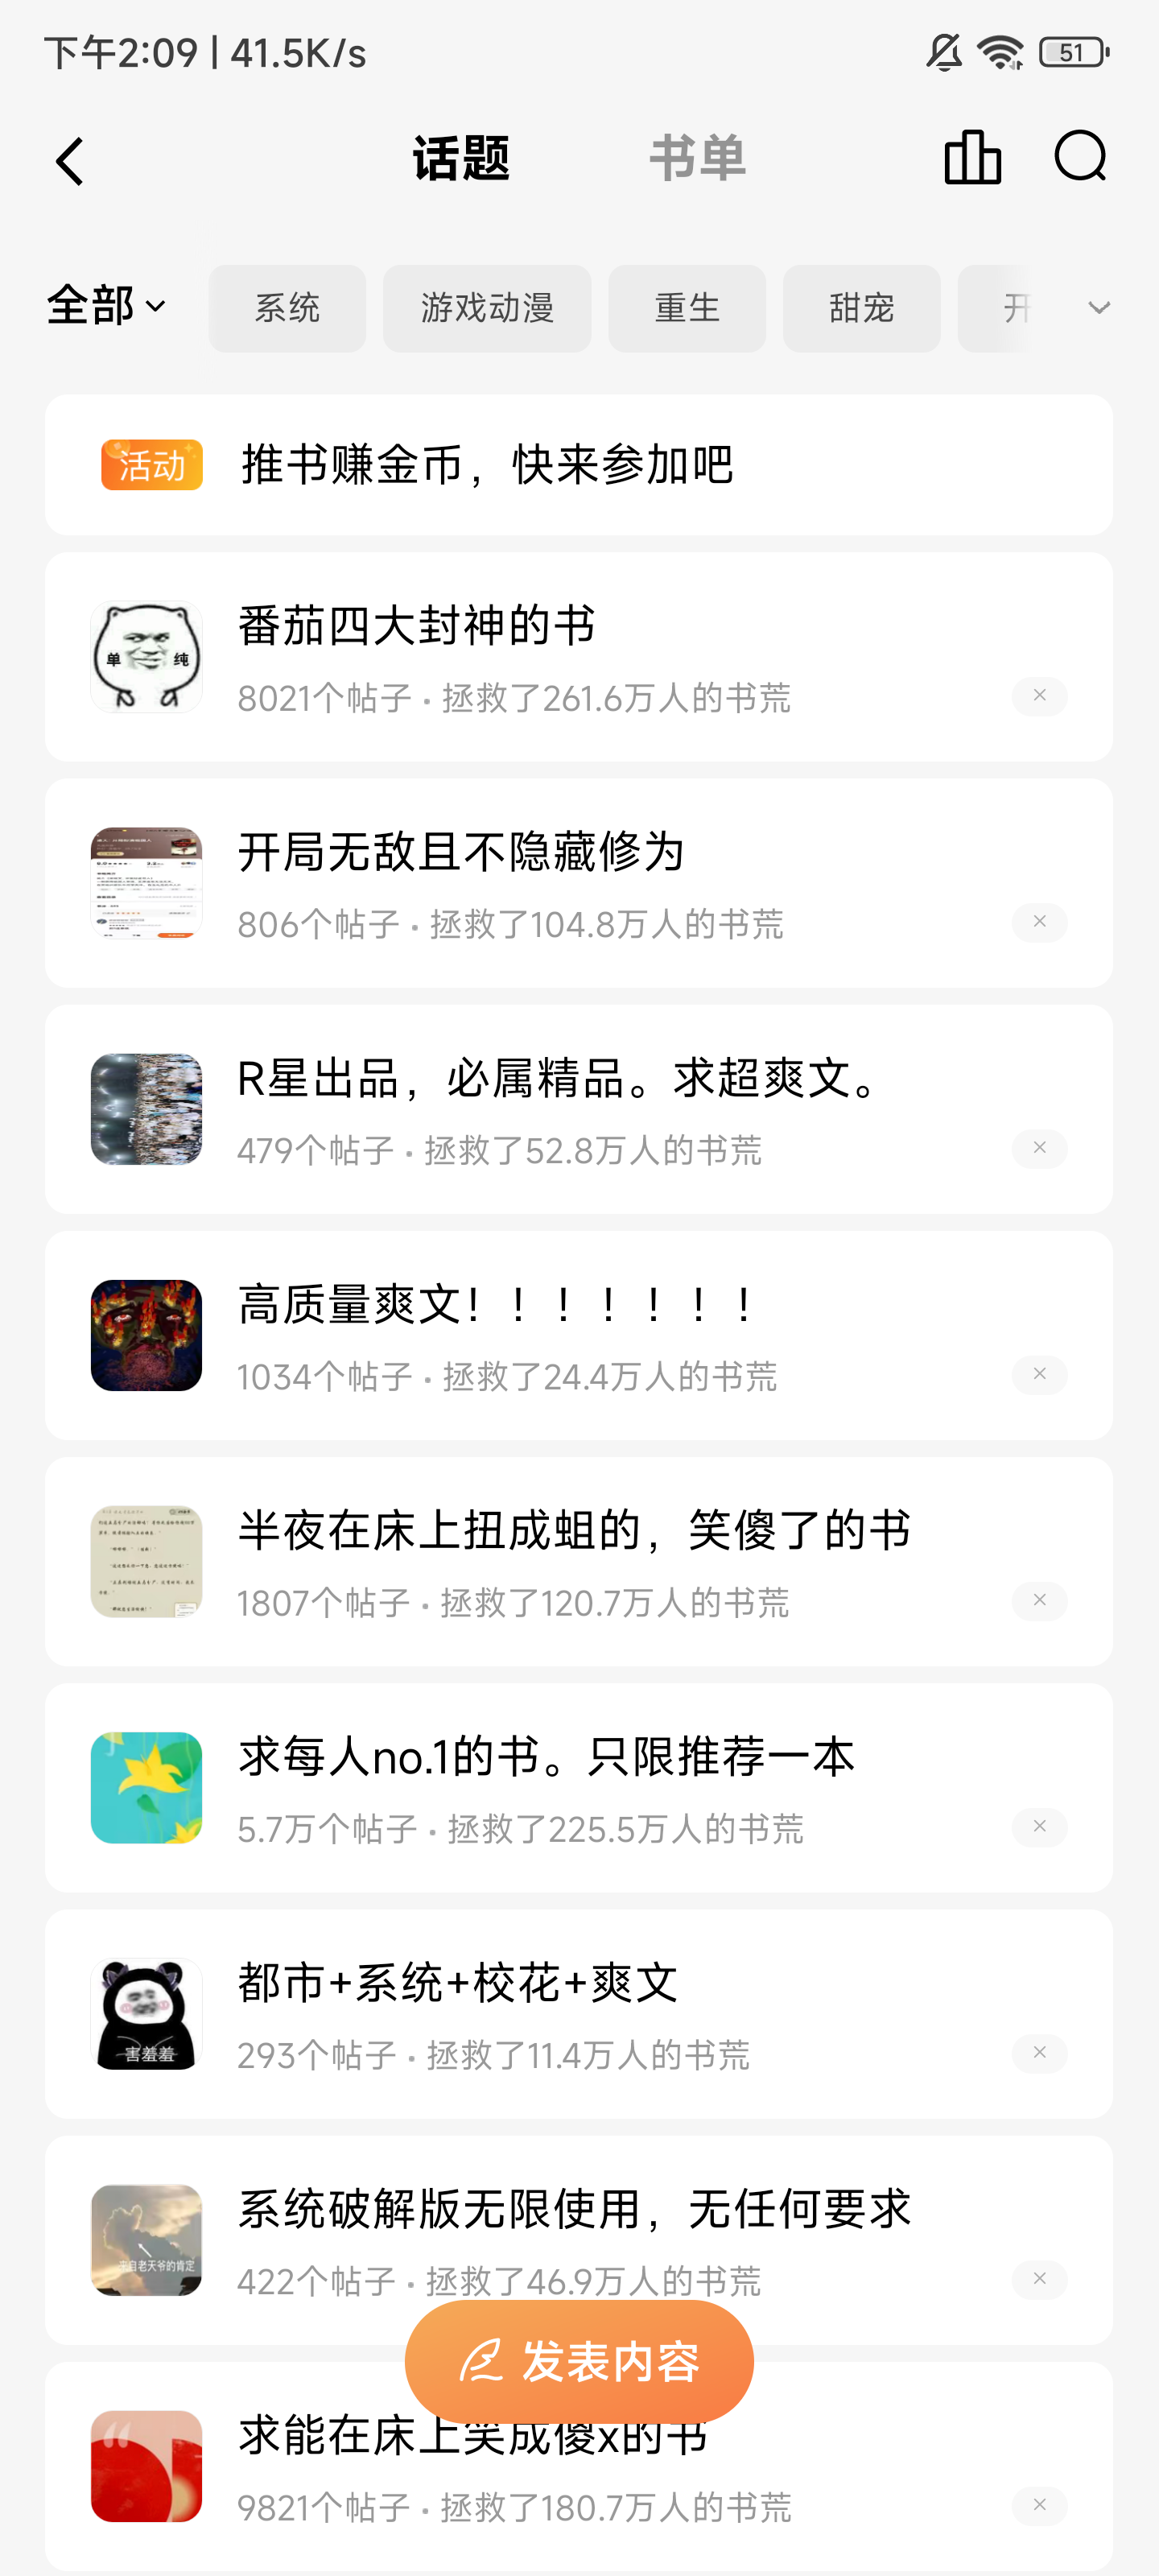 下午2:09 | 41.5K/s
51
话题
书单
全部
系统
游戏动漫
重生
甜宠
开
活动
推书赚金币，快来参加吧
单 纯
番茄四大封神的书
8021个帖子 · 拯救了261.6万人的书荒
开局无敌且不隐藏修为
806个帖子 · 拯救了104.8万人的书荒
R星出品，必属精品。求超爽文。
479个帖子 · 拯救了52.8万人的书荒
高质量爽文！！！！！！！
1034个帖子 · 拯救了24.4万人的书荒
半夜在床上扭成蛆的，笑傻了的书
1807个帖子 · 拯救了120.7万人的书荒
求每人no.1的书。只限推荐一本
5.7万个帖子 · 拯救了225.5万人的书荒
都市+系统+校花+爽文
害羞羞
293个帖子 · 拯救了11.4万人的书荒
系统破解版无限使用，无任何要求
来自老天爷的肯定
422个帖子 · 拯救了46.9万人的书荒
发表内容
求能在床上笑成傻x的书
9821个帖子 · 拯救了180.7万人的书荒